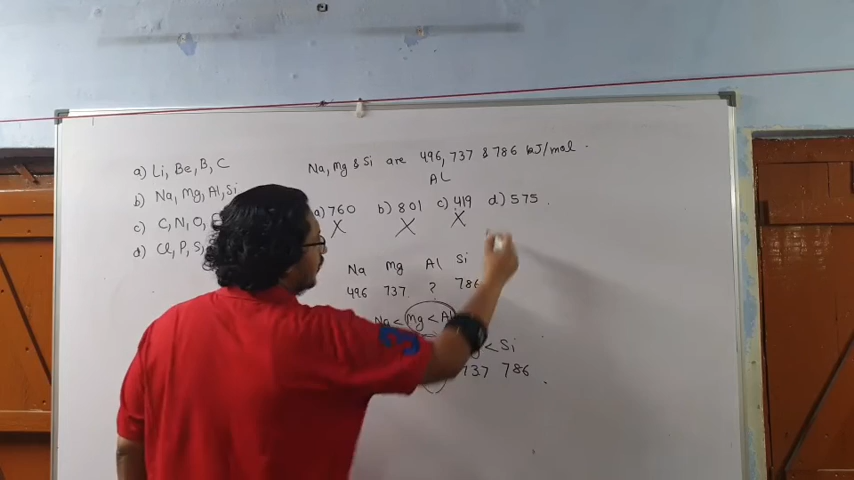 a) Li, Be, B, C
b) Na, Mg, Al, Si
c) C, N, O,
d) Cl, P, S,
Na, Mg & Si are 496, 737 & 786 kJ/mol.
AL
a) 760 b) 801 c) 419 d) 575.
X X X
Na Mg Al Si
496 737 ? 786
Na < Mg < Al
< Si
737 786
3